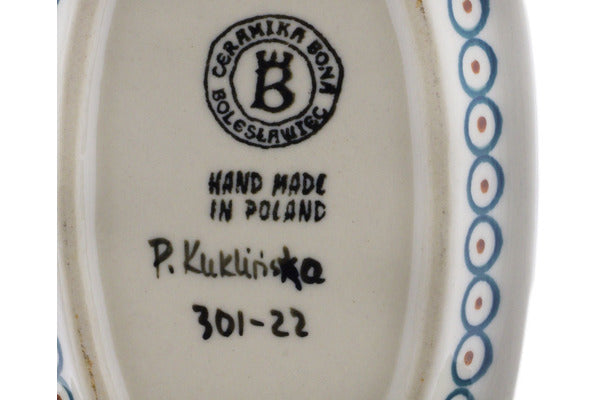 CERAMIKA BONA
B
BOLESŁAWIEC
HAND MADE
IN POLAND
P. Kuklińska
301-22